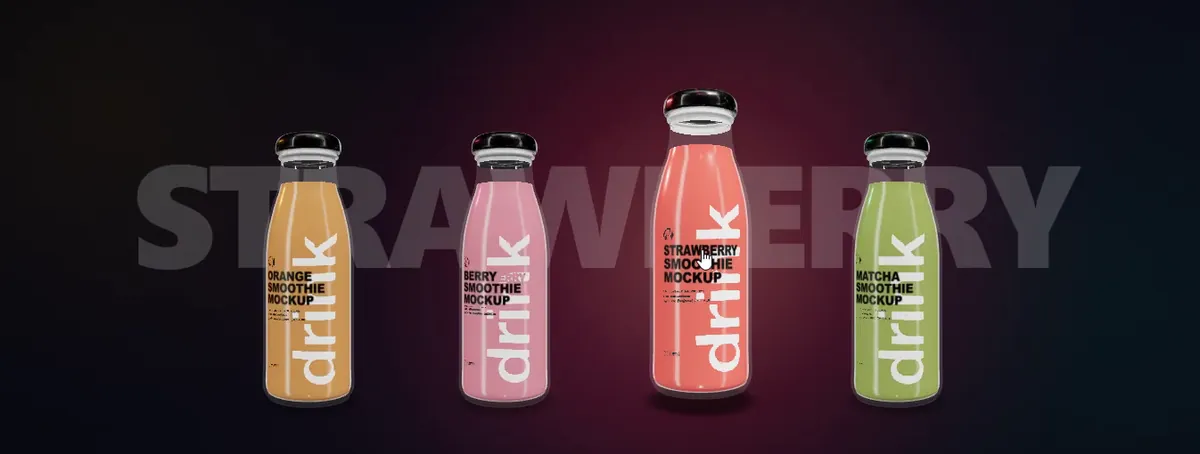 STRAWBERRY
ORANGE
SMOOTHIE
MOCKUP
drink
BERRY
SMOOTHIE
MOCKUP
drink
STRAWBERRY
SMOOTHIE
MOCKUP
drink
MATCHA
SMOOTHIE
MOCKUP
drink